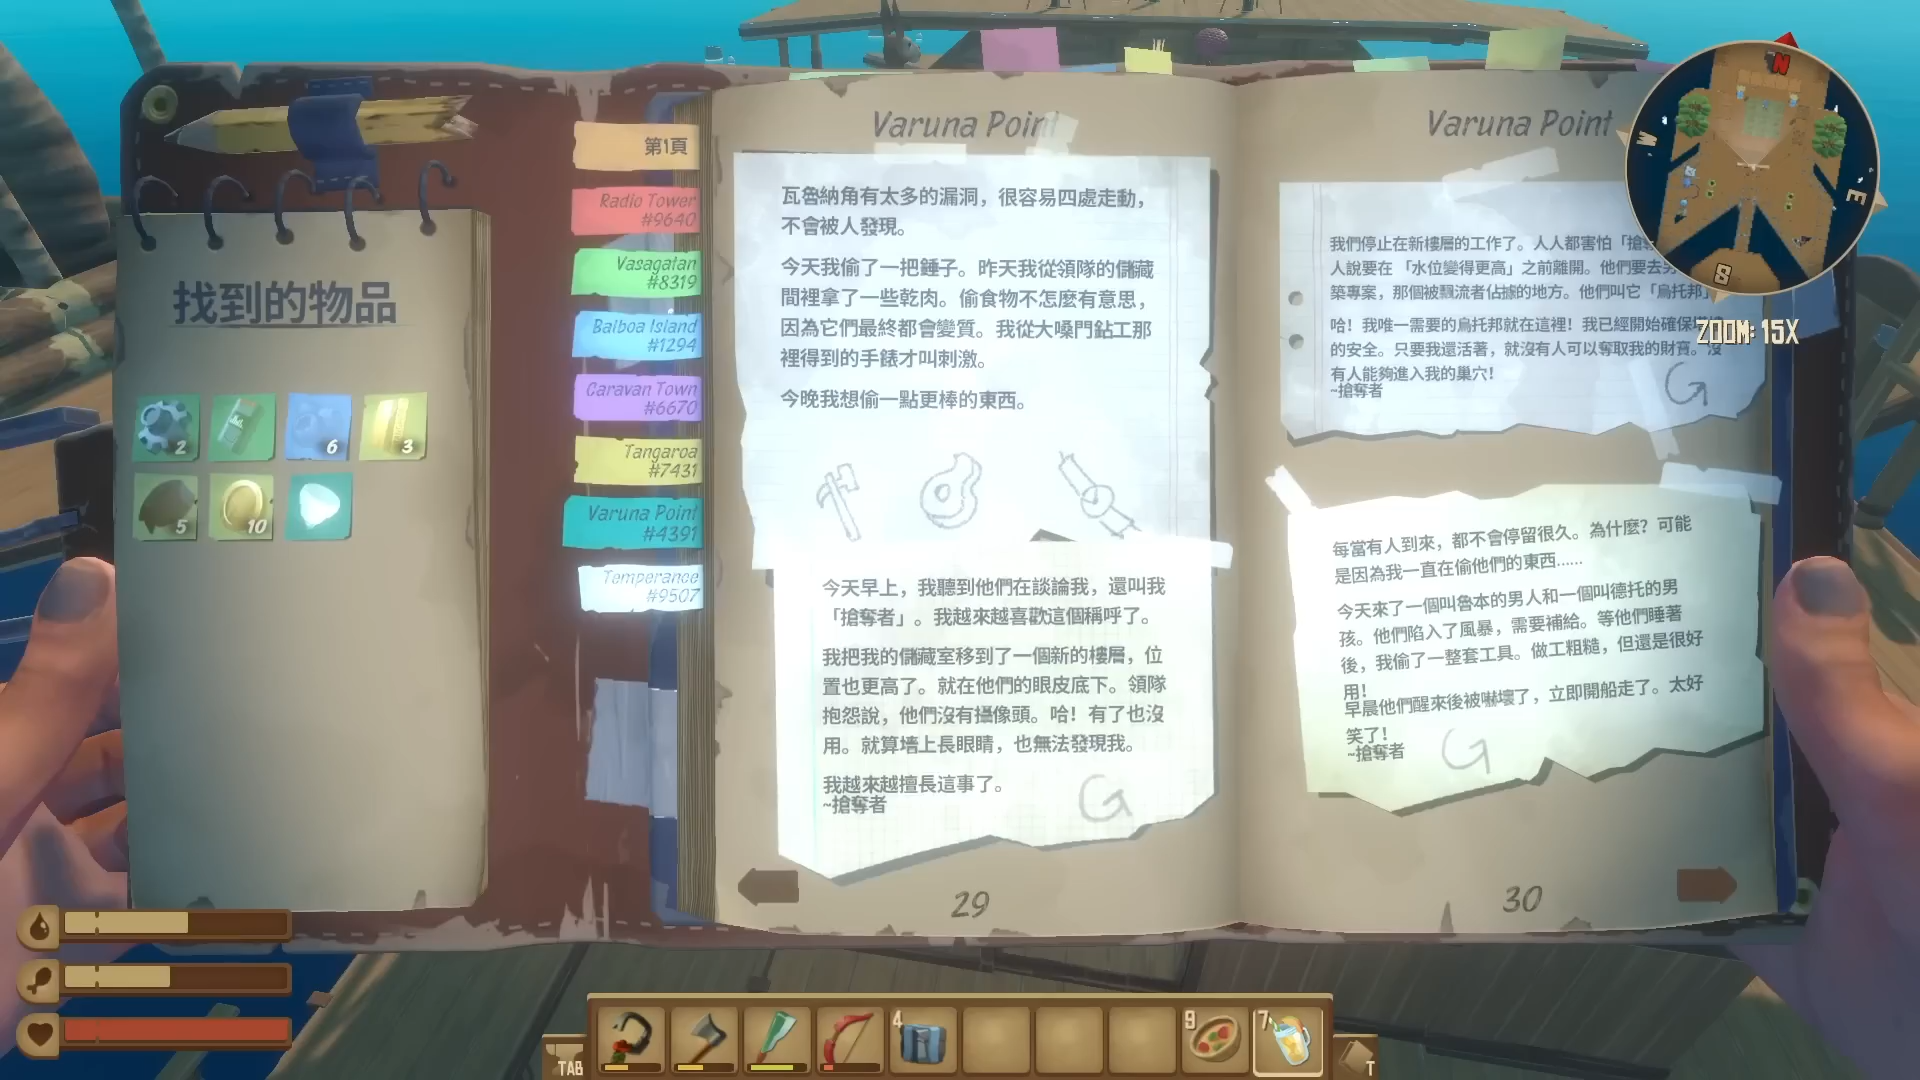 找到的物品
2
6
3
5
10
第1頁
Radio Tower
#9640
Vasagatan
#8319
Balboa Island
#1294
Caravan Town
#6670
Tangaroa
#7431
Varuna Point
#4391
Temperance
#9507
Varuna Point
瓦魯納角有太多的漏洞，很容易四處走動，
不會被人發現。
今天我偷了一把錘子。昨天我從領隊的儲藏
間裡拿了一些乾肉。偷食物不怎麼有意思，
因為它們最終都會變質。我從大嗓門鉆工那
裡得到的手錶才叫刺激。
今晚我想偷一點更棒的東西。
今天早上，我聽到他們在談論我，還叫我
「搶奪者」。我越來越喜歡這個稱呼了。
我把我的儲藏室移到了一個新的樓層，位
置也更高了。就在他們的眼皮底下。領隊
抱怨說，他們沒有攝像頭。哈！有了也沒
用。就算墻上長眼睛，也無法發現我。
我越來越擅長這事了。
~搶奪者
G
29
Varuna Point
我們停止在新樓層的工作了。人人都害怕「搶
人說要在 「水位變得更高」之前離開。他們要去
築專案，那個被飄流者佔據的地方。他們叫它「烏托邦」
哈！我唯一需要的烏托邦就在這裡！我已經開始確保
的安全。只要我還活著，就沒有人可以奪取我的財寶。沒
有人能夠進入我的巢穴！
~搶奪者
G
每當有人到來，都不會停留很久。為什麼？可能
是因為我一直在偷他們的東西……
今天來了一個叫魯本的男人和一個叫德托的男
孩。他們陷入了風暴，需要補給。等他們睡著
後，我偷了一整套工具。做工粗糙，但還是很好
用！
早晨他們醒來後被嚇壞了，立即開船走了。太好
笑了！
~搶奪者
G
30
N
W
E
S
ZOOM: 15X
TAB
4
9
7
T